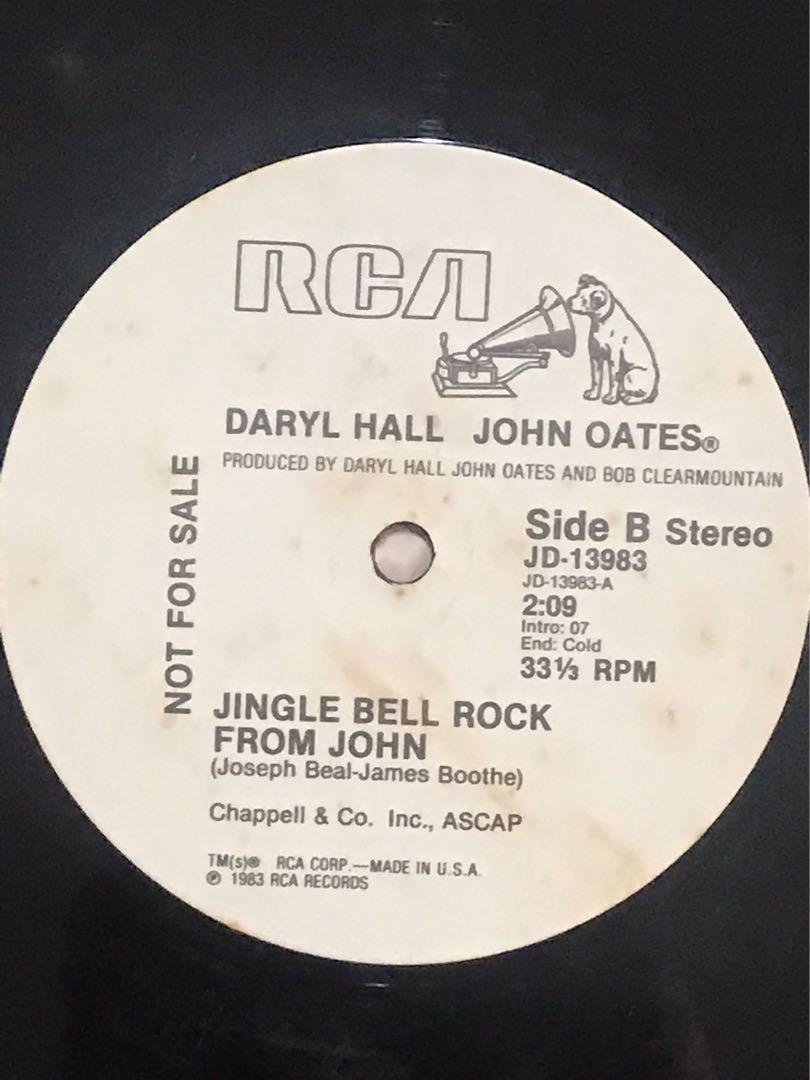 RCA
DARYL HALL JOHN OATES®
PRODUCED BY DARYL HALL JOHN OATES AND BOB CLEARMOUNTAIN
NOT FOR SALE
Side B Stereo
JD-13983
JD-13983-A
2:09
Intro: 07
End: Cold
33⅓ RPM
JINGLE BELL ROCK
FROM JOHN
(Joseph Beal-James Boothe)
Chappell & Co. Inc., ASCAP
TM(s)® RCA CORP.—MADE IN U.S.A.
℗ 1983 RCA RECORDS